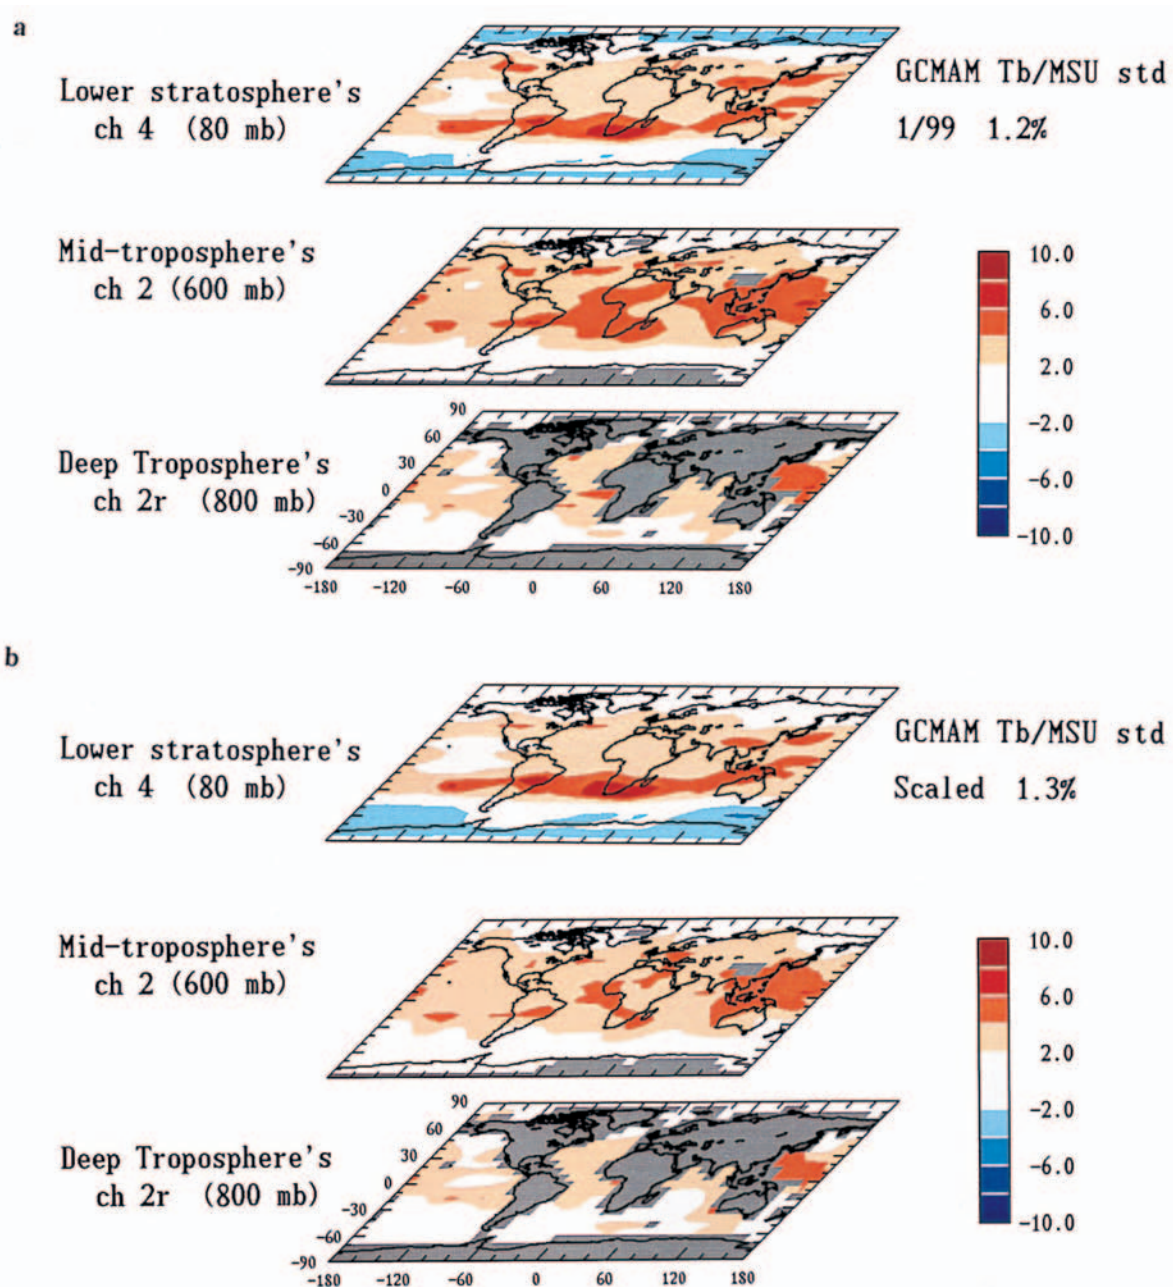 a
Lower stratosphere's
ch 4 (80 mb)
GCMAM Tb/MSU std
1/99 1.2%
Mid-troposphere's
ch 2 (600 mb)
10.0
6.0
2.0
-2.0
-6.0
-10.0
Deep Troposphere's
ch 2r (800 mb)
90
60
30
0
-30
-60
-90
-180 -120 -60 0 60 120 180
b
Lower stratosphere's
ch 4 (80 mb)
GCMAM Tb/MSU std
Scaled 1.3%
Mid-troposphere's
ch 2 (600 mb)
10.0
6.0
2.0
-2.0
-6.0
-10.0
Deep Troposphere's
ch 2r (800 mb)
90
60
30
0
-30
-60
-90
-180 -120 -60 0 60 120 180